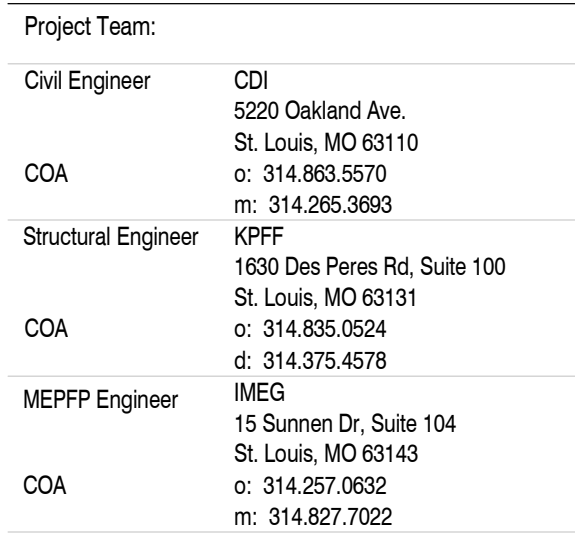 Project Team:
Civil Engineer CDI
5220 Oakland Ave.
St. Louis, MO 63110
COA o: 314.863.5570
m: 314.265.3693
Structural Engineer KPFF
1630 Des Peres Rd, Suite 100
St. Louis, MO 63131
COA o: 314.835.0524
d: 314.375.4578
MEPFP Engineer IMEG
15 Sunnen Dr, Suite 104
St. Louis, MO 63143
COA o: 314.257.0632
m: 314.827.7022